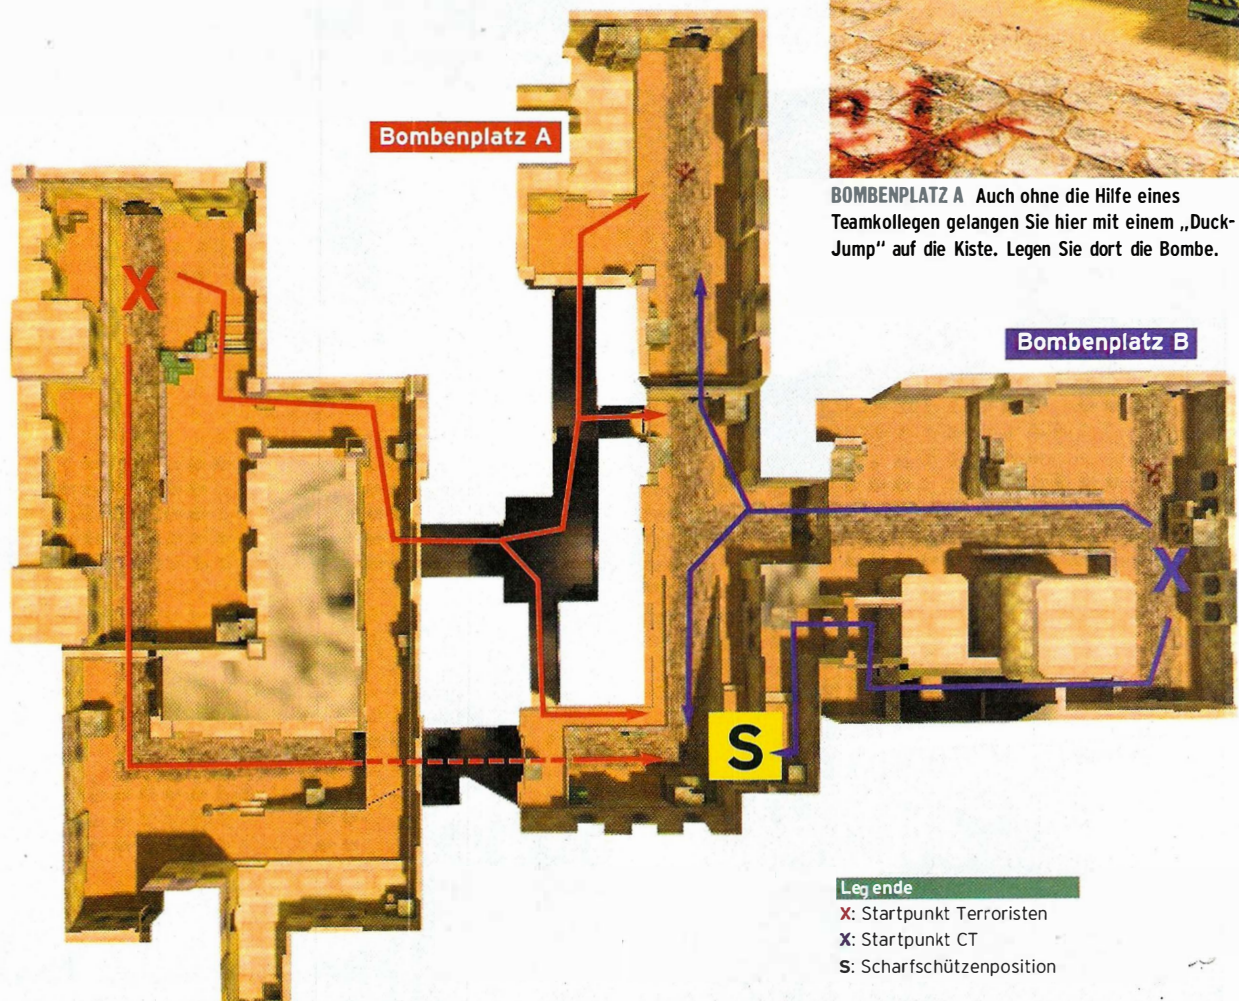 Bombenplatz A
BOMBENPLATZ A Auch ohne die Hilfe eines
Teamkollegen gelangen Sie hier mit einem „Duck-
Jump" auf die Kiste. Legen Sie dort die Bombe.
X
Bombenplatz B
X
S
Legende
X: Startpunkt Terroristen
X: Startpunkt CT
S: Scharfschützenposition